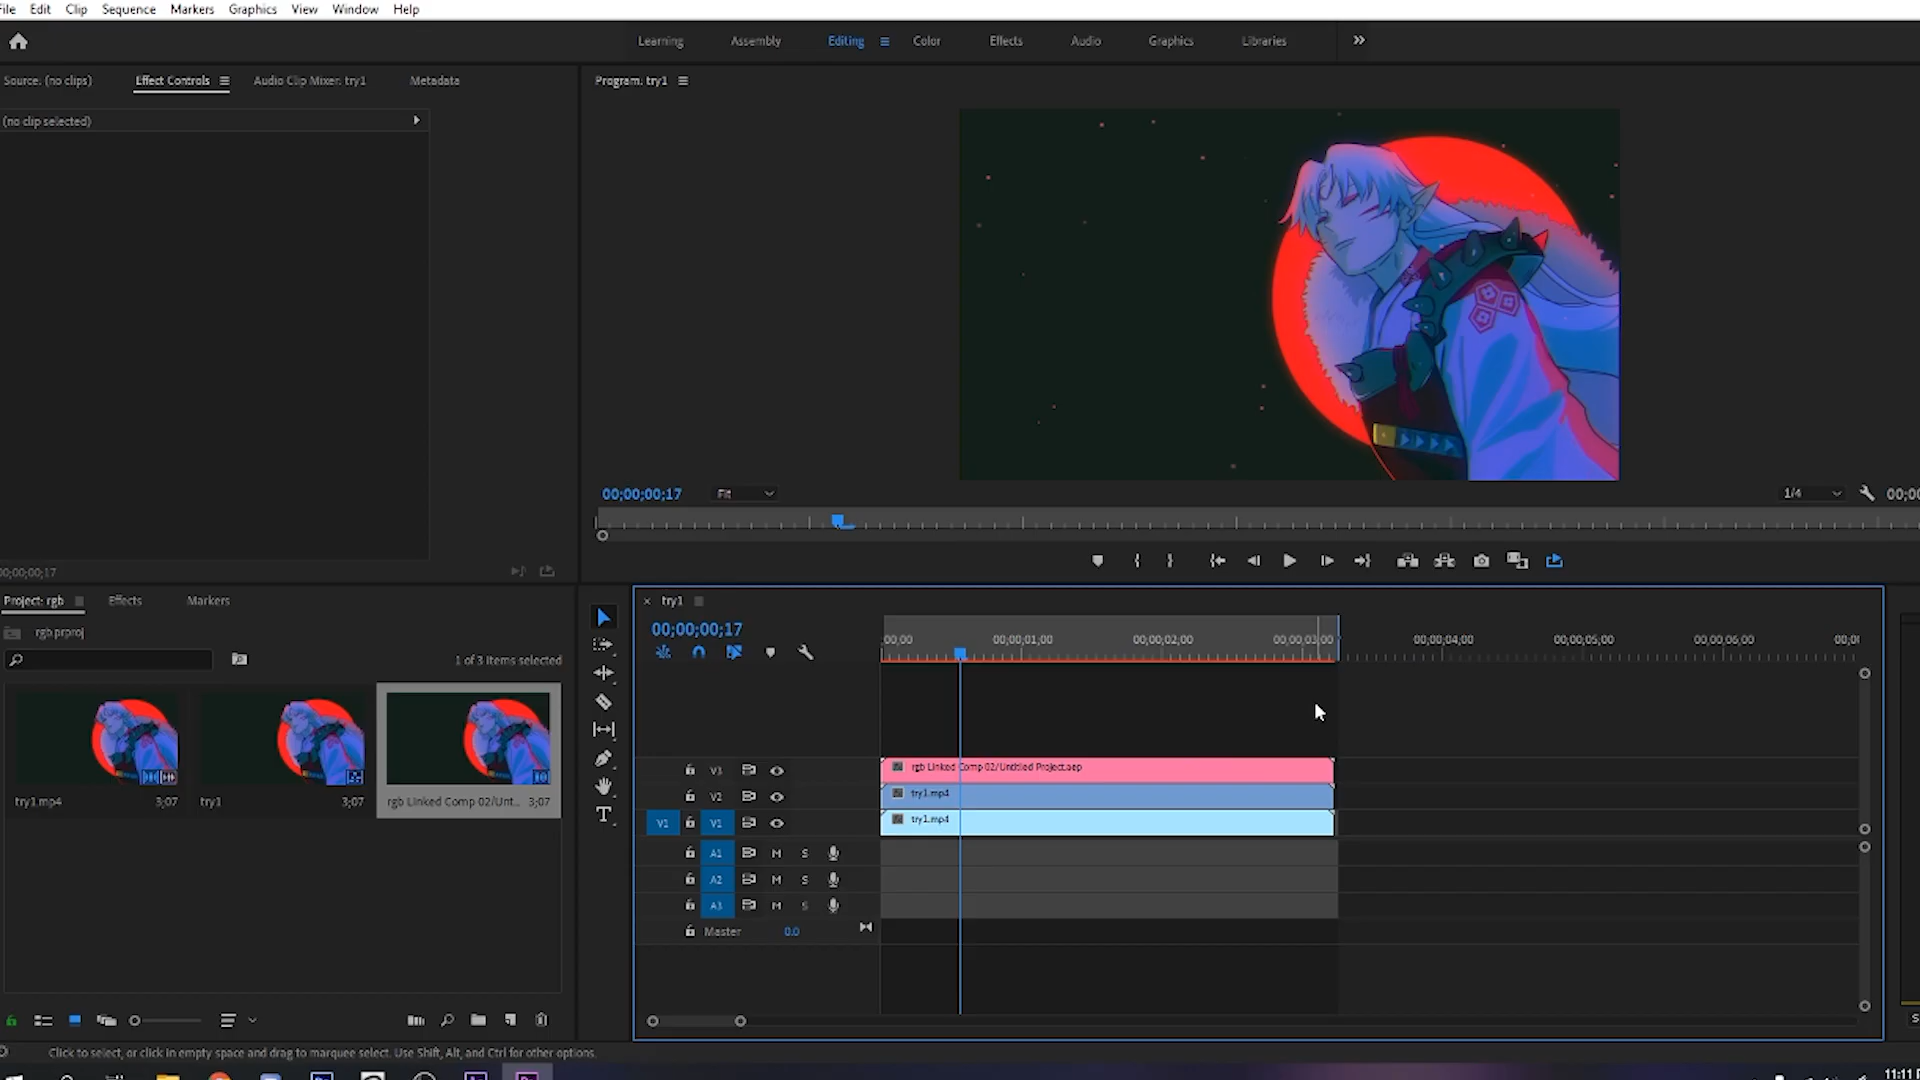 File Edit Clip Sequence Markers Graphics View Window Help
Learning Assembly Editing Color Effects Audio Graphics Libraries
Source: (no clips) Effect Controls Audio Clip Mixer: try1 Metadata
Program: try1
(no clip selected)
00;00;00;17 Fit 1/4
00;00;00;17
Project: rgb Effects Markers
try1
rgb.prproj
00;00;00;17
;00;00 00;00;01;00 00;00;02;00 00;00;03;00 00;00;04;00 00;00;05;00 00;00;06;00
1 of 3 items selected
V3 rgb Linked Comp 02/Untitled Project.aep
V2 try1.mp4
V1 V1 try1.mp4
try1.mp4 3;07 try1 3;07 rgb Linked Comp 02/Unt... 3;07
A1 M S
A2 M S
A3 M S
Master 0.0
Click to select, or click in empty space and drag to marquee select. Use Shift, Alt, and Ctrl for other options.